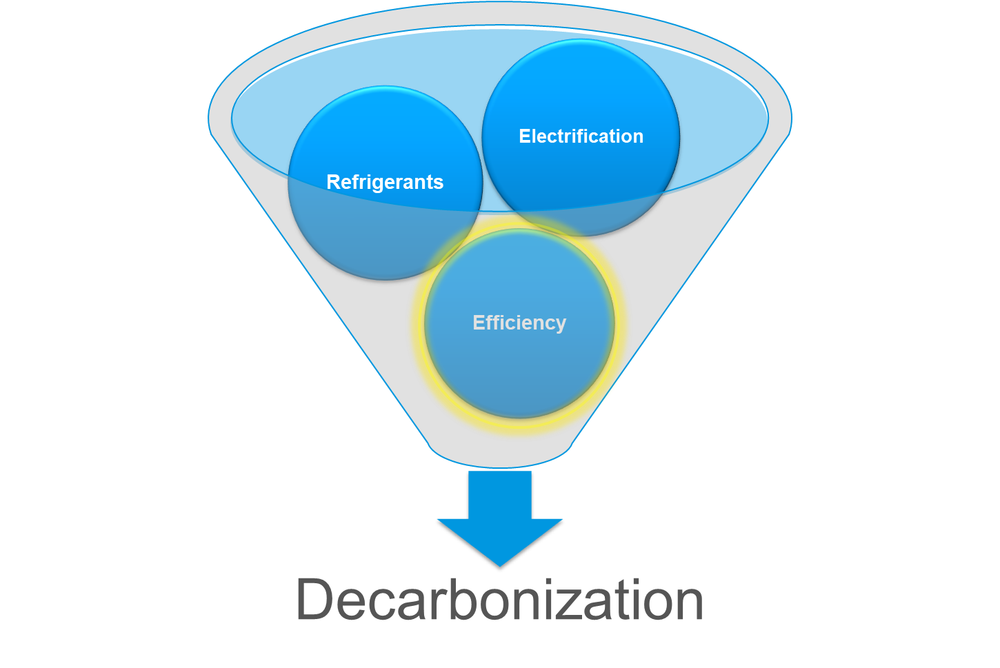 Electrification
Refrigerants
Efficiency
Decarbonization